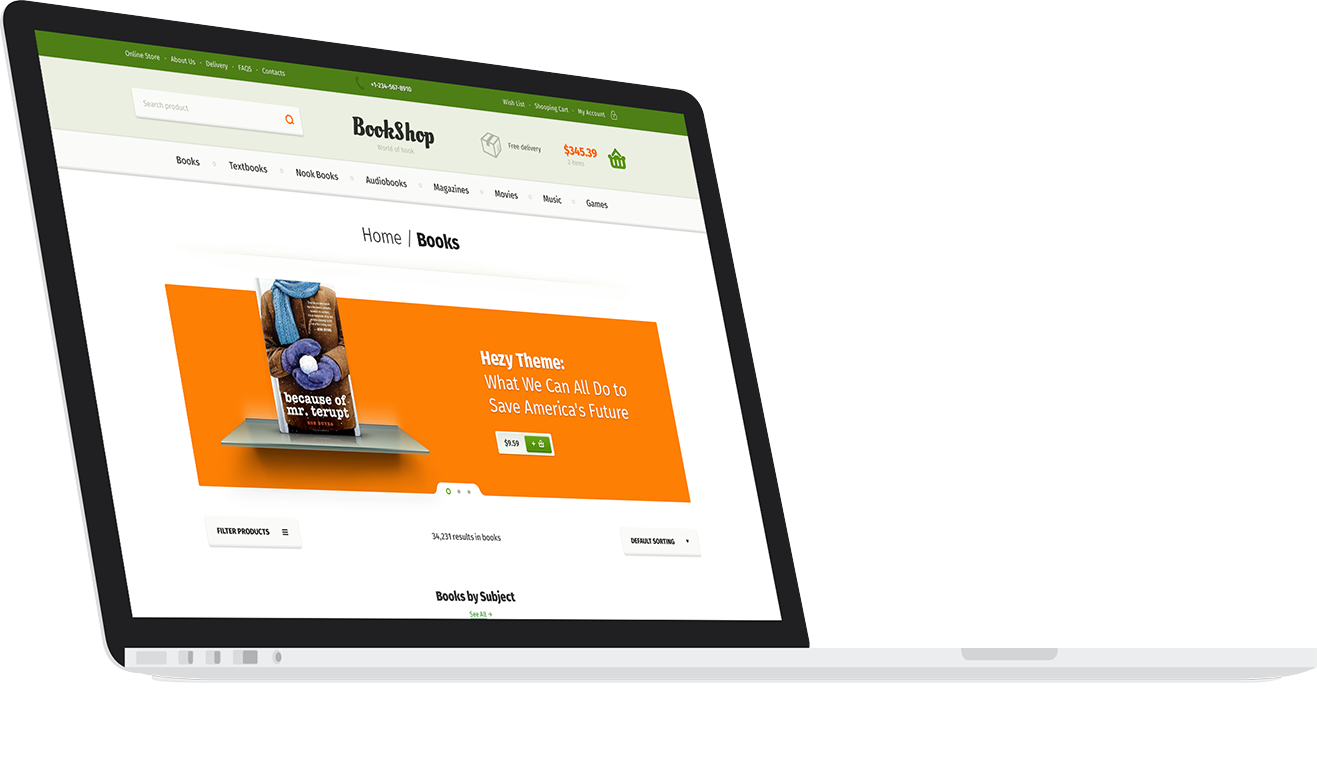 Online Store · About Us · Delivery · FAQS · Contacts
+1-234-567-8910
Wish List · Shopping Cart · My Account
Search product
BookShop
World of book
Free delivery
$345.39
2 items
Books
Textbooks
Nook Books
Audiobooks
Magazines
Movies
Music
Games
Home / Books
because of
mr. terupt
Hezy Theme:
What We Can All Do to
Save America's Future
$9.59
+
FILTER PRODUCTS
34,231 results in books
DEFAULT SORTING
Books by Subject
See All →